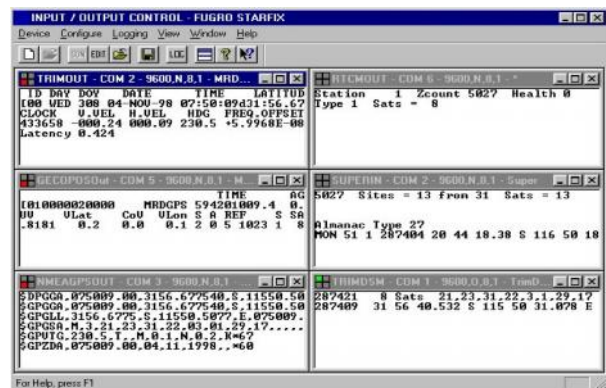 INPUT / OUTPUT CONTROL - FUGRO STARFIX
Device Configure Logging View Window Help
EDIT LOG
TRIMOUT - COM 2 - 9600,N,8,1 - MRD...
ID DAY DOY DATE TIME LATITUD
[00 WED 308 04-NOV-98 07:50:09d31:56.67
CLOCK V.VEL H.VEL HDG FREQ.OFFSET
433658 -000.24 000.09 230.5 +5.9968E-08
Latency 0.424
RTCMOUT - COM 6 - 9600,N,8,1 - *
Station 1 Zcount 5027 Health 0
Type 1 Sats = 8
GECOPOSOut - COM 5 - 9600,N,8,1 - M...
TIME AG
[010000020000 MRDGPS 594201009.4 0.
UV VLat CoV VLon S A REF S SA
.8181 0.2 0.0 0.1 2 0 5 1023 1 8
SUPERIN - COM 2 - 9600,N,8,1 - Super
5027 Sites = 13 from 31 Sats = 13
Almanac Type 27
MON 51 1 287404 20 44 18.38 S 116 50 18
NMEAGPSOUT - COM 3 - 9600,N,8,1 - ...
$DPGGA,075009.00,3156.677540,S,11550.50
$GPGGA,075009.00,3156.677540,S,11550.50
$GPGLL,3156.6775,S,11550.5077,E,075009.
$GPGSA,M,3,21,23,31,22,03,01,29,17,,,,,
$GPVTG,230.5,T,,M,0.1,N,0.2,K*67
$GPZDA,075009.00,04,11,1998,,*60
TRIMDSM - COM 1 - 9600,O,8,1 - TrimD...
287421 8 Sats 21,23,31,22,3,1,29,17
287409 31 56 40.532 S 115 50 31.078 E
For Help, press F1